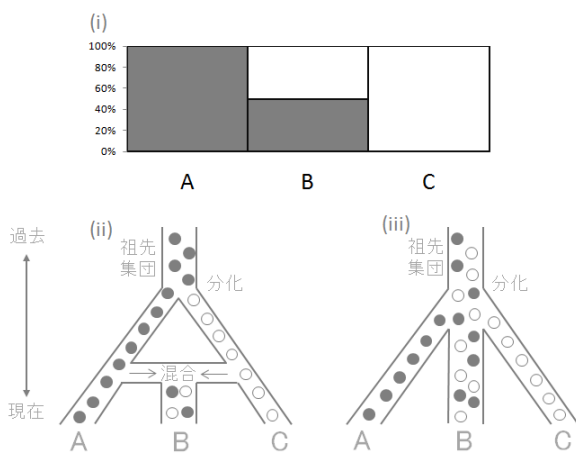 (i)
100%
80%
60%
40%
20%
0%
A B C
(ii)
過去
祖先
集団
分化
混合
現在
A B C
(iii)
祖先
集団
分化
A B C